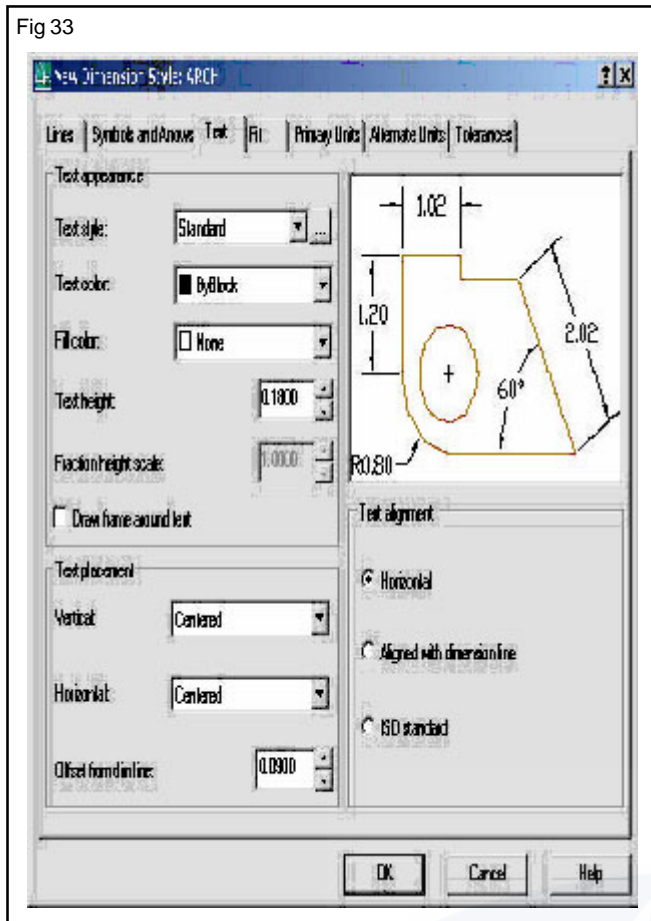 Fig 33
New Dimension Style: ARCH
Lines Symbols and Arrows Text Fit Primary Units Alternate Units Tolerances
Text appearance
Text style: Standard ...
Text color: ByBlock
Fill color: None
Text height: 0.1800
Fraction height scale: 1.0000
Draw frame around text
Text placement
Vertical: Centered
Horizontal: Centered
Offset from dim line: 0.0900
1.02
1.20
2.02
60°
R0.80
Text alignment
Horizontal
Aligned with dimension line
ISO standard
OK Cancel Help